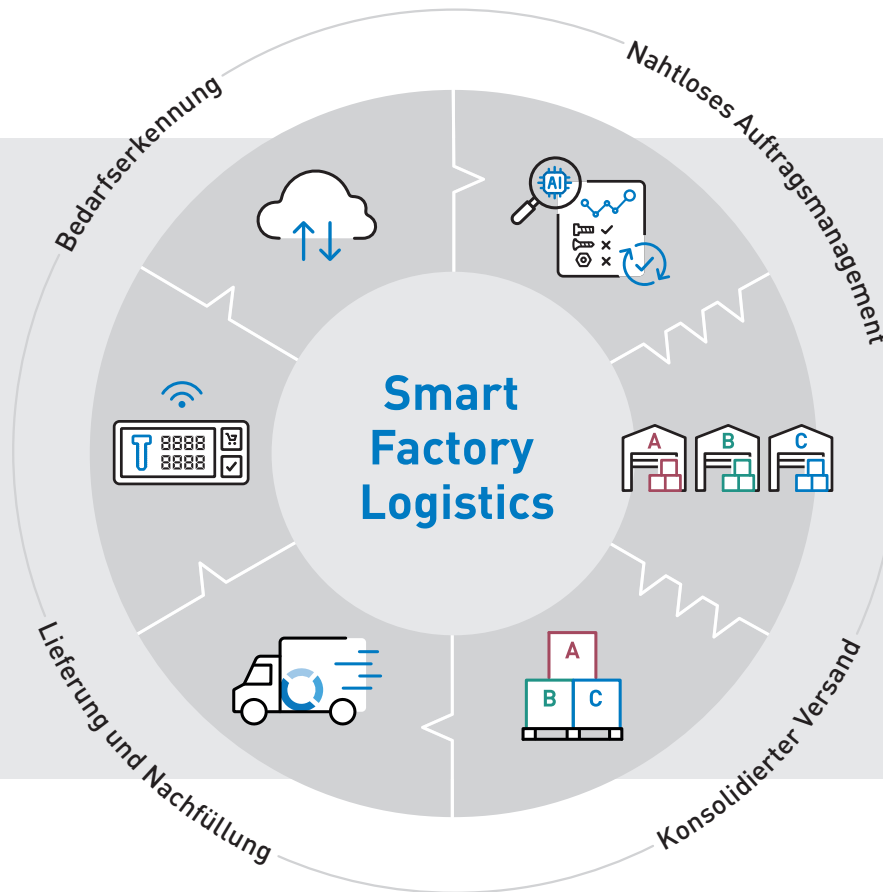 Bedarfserkennung
Nahtloses Auftragsmanagement
AI
Smart
Factory
Logistics
8888
8888
A
B
C
A
B
C
Lieferung und Nachfüllung
Konsolidierter Versand